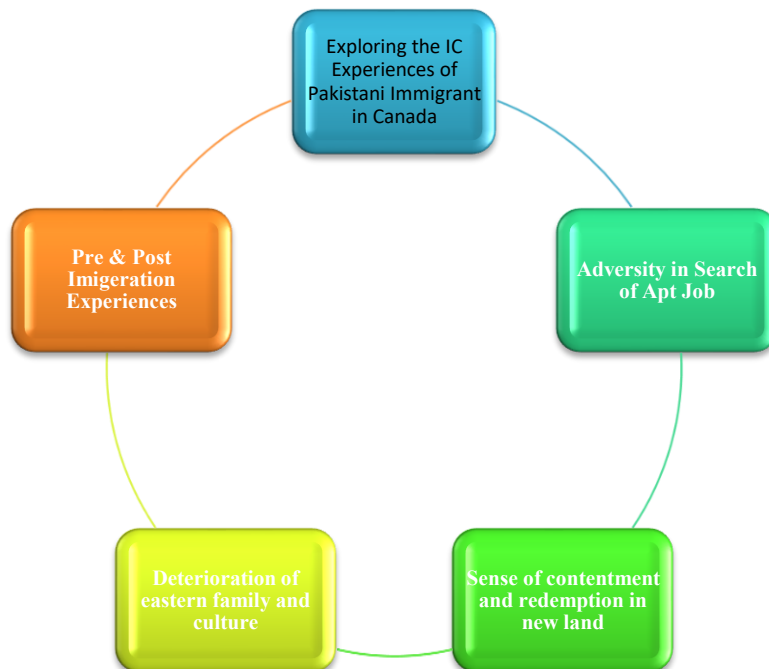 Exploring the IC
Experiences of
Pakistani Immigrant
in Canada
Pre & Post
Imigeration
Experiences
Adversity in Search
of Apt Job
Deterioration of
eastern family and
culture
Sense of contentment
and redemption in
new land